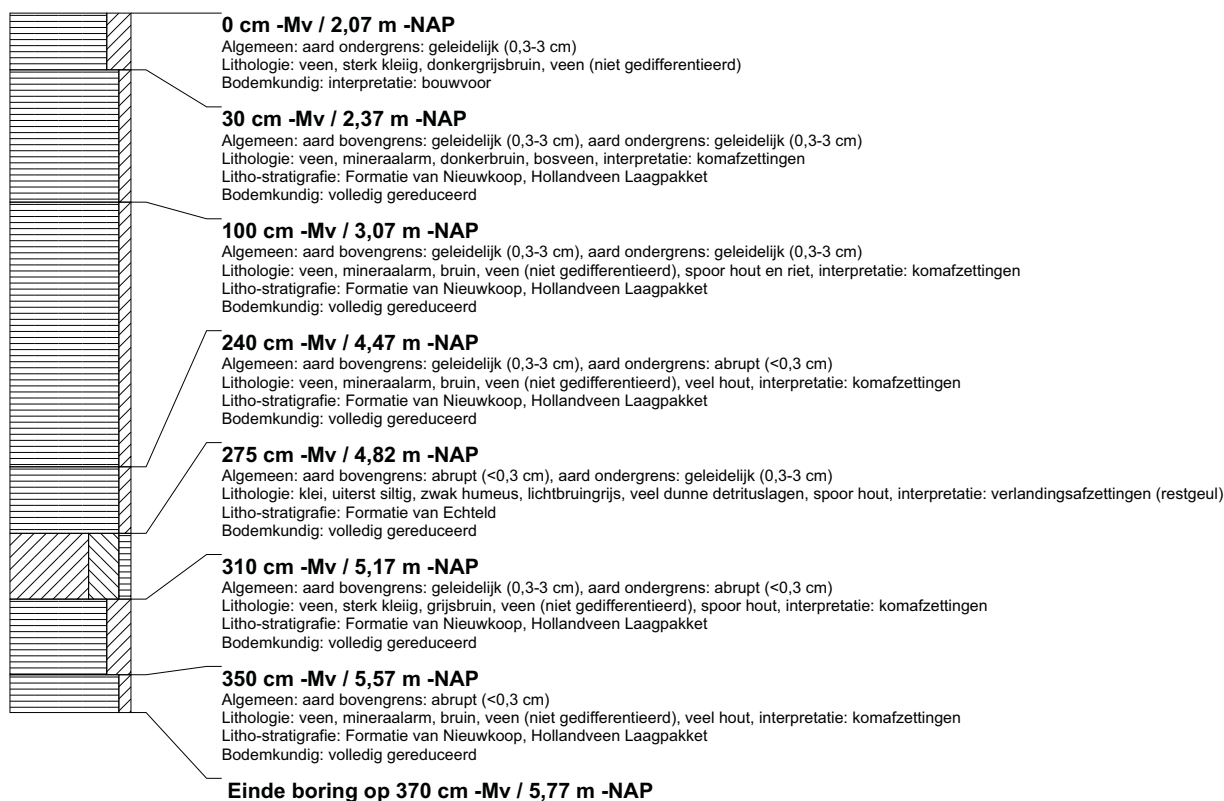 0 cm -Mv / 2,07 m -NAP
Algemeen: aard ondergrens: geleidelijk (0,3-3 cm)
Lithologie: veen, sterk kleiig, donkergrijsbruin, veen (niet gedifferentieerd)
Bodemkundig: interpretatie: bouwvoor
30 cm -Mv / 2,37 m -NAP
Algemeen: aard bovengrens: geleidelijk (0,3-3 cm), aard ondergrens: geleidelijk (0,3-3 cm)
Lithologie: veen, mineraalarm, donkerbruin, bosveen, interpretatie: komafzettingen
Litho-stratigrafie: Formatie van Nieuwkoop, Hollandveen Laagpakket
Bodemkundig: volledig gereduceerd
100 cm -Mv / 3,07 m -NAP
Algemeen: aard bovengrens: geleidelijk (0,3-3 cm), aard ondergrens: geleidelijk (0,3-3 cm)
Lithologie: veen, mineraalarm, bruin, veen (niet gedifferentieerd), spoor hout en riet, interpretatie: komafzettingen
Litho-stratigrafie: Formatie van Nieuwkoop, Hollandveen Laagpakket
Bodemkundig: volledig gereduceerd
240 cm -Mv / 4,47 m -NAP
Algemeen: aard bovengrens: geleidelijk (0,3-3 cm), aard ondergrens: abrupt (<0,3 cm)
Lithologie: veen, mineraalarm, bruin, veen (niet gedifferentieerd), veel hout, interpretatie: komafzettingen
Litho-stratigrafie: Formatie van Nieuwkoop, Hollandveen Laagpakket
Bodemkundig: volledig gereduceerd
275 cm -Mv / 4,82 m -NAP
Algemeen: aard bovengrens: abrupt (<0,3 cm), aard ondergrens: geleidelijk (0,3-3 cm)
Lithologie: klei, uiterst siltig, zwak humeus, lichtbruingrijs, veel dunne detrituslagen, spoor hout, interpretatie: verlandingsafzettingen (restgeul)
Litho-stratigrafie: Formatie van Echteld
Bodemkundig: volledig gereduceerd
310 cm -Mv / 5,17 m -NAP
Algemeen: aard bovengrens: geleidelijk (0,3-3 cm), aard ondergrens: abrupt (<0,3 cm)
Lithologie: veen, sterk kleiig, grijsbruin, veen (niet gedifferentieerd), spoor hout, interpretatie: komafzettingen
Litho-stratigrafie: Formatie van Nieuwkoop, Hollandveen Laagpakket
Bodemkundig: volledig gereduceerd
350 cm -Mv / 5,57 m -NAP
Algemeen: aard bovengrens: abrupt (<0,3 cm)
Lithologie: veen, mineraalarm, bruin, veen (niet gedifferentieerd), veel hout, interpretatie: komafzettingen
Litho-stratigrafie: Formatie van Nieuwkoop, Hollandveen Laagpakket
Bodemkundig: volledig gereduceerd
Einde boring op 370 cm -Mv / 5,77 m -NAP